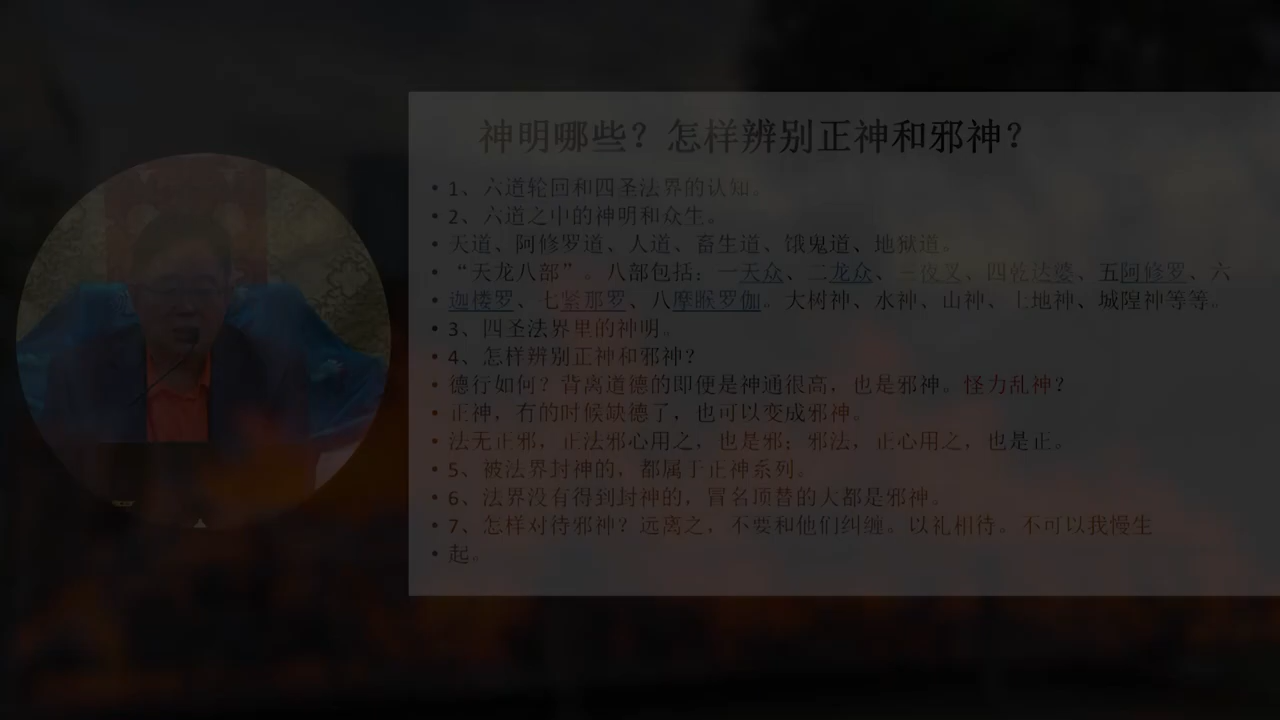 神明哪些？怎样辨别正神和邪神？
• 1、六道轮回和四圣法界的认知。
• 2、六道之中的神明和众生。
• 天道、阿修罗道、人道、畜生道、饿鬼道、地狱道。
• “天龙八部”。八部包括：一天众、二龙众、三夜叉、四乾达婆、五阿修罗、六
• 迦楼罗、七紧那罗、八摩睺罗伽。大树神、水神、山神、土地神、城隍神等等。
• 3、四圣法界里的神明。
• 4、怎样辨别正神和邪神？
• 德行如何？背离道德的即便是神通很高，也是邪神。怪力乱神？
• 正神，有的时候缺德了，也可以变成邪神。
• 法无正邪，正法邪心用之，也是邪；邪法，正心用之，也是正。
• 5、被法界封神的，都属于正神系列。
• 6、法界没有得到封神的，冒名顶替的大都是邪神。
• 7、怎样对待邪神？远离之，不要和他们纠缠。以礼相待。不可以我慢生
• 起。